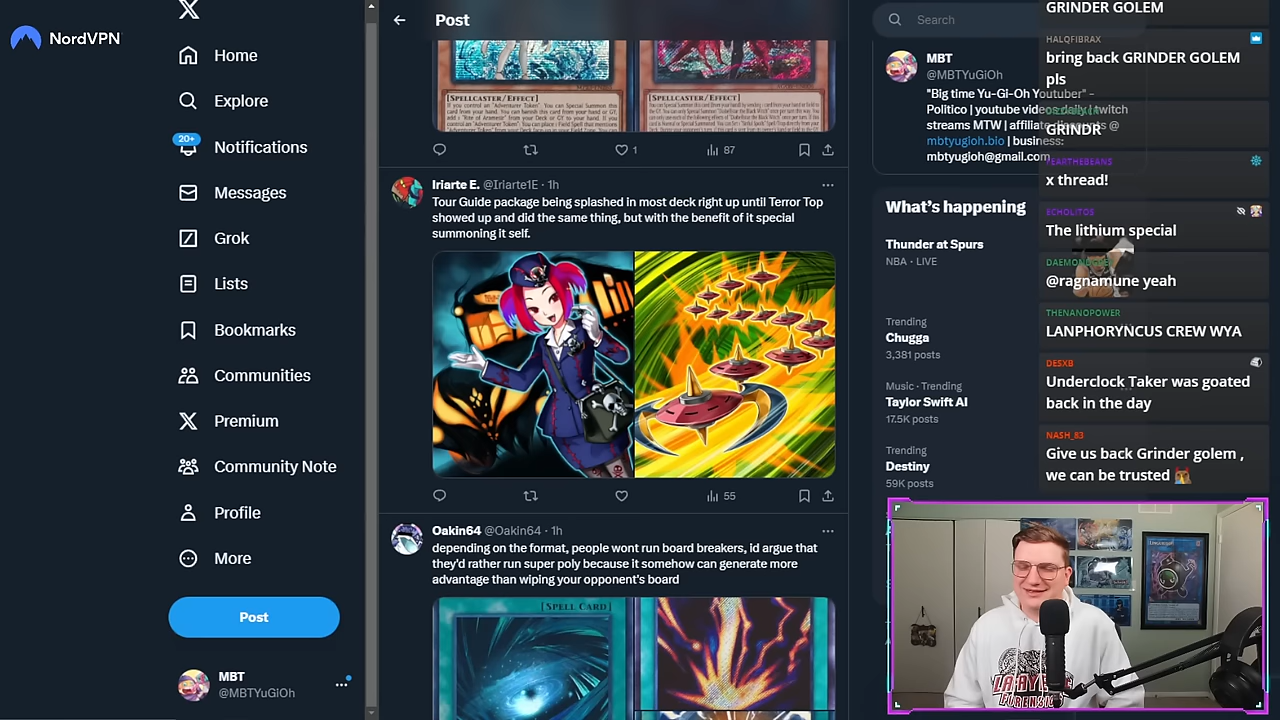 NordVPN
Home
Explore
20+
Notifications
Messages
Grok
Lists
Bookmarks
Communities
Premium
Community Note
Profile
More
Post
MBT
@MBTYuGiOh
Post
[SPELLCASTER/EFFECT]
[SPELLCASTER/EFFECT]
1
87
Iriarte E. @Iriarte1E · 1h
Tour Guide package being splashed in most deck right up until Terror Top
showed up and did the same thing, but with the benefit of it special
summoning it self.
55
Oakin64 @Oakin64 · 1h
depending on the format, people wont run board breakers, id argue that
they'd rather run super poly because it somehow can generate more
advantage than wiping your opponent's board
[SPELL CARD]
Search
MBT
@MBTYuGiOh
"Big time Yu-Gi-Oh Youtuber" -
Politico | youtube videos daily | twitch
streams MTW | affiliate @
mbtyugioh.bio | business:
mbtyugioh@gmail.com
What's happening
Thunder at Spurs
NBA · LIVE
Trending
Chugga
3,381 posts
Music · Trending
Taylor Swift AI
17.5K posts
Trending
Destiny
59K posts
GRINDER GOLEM
HALQFIBRAX
bring back GRINDER GOLEM
pls
GRINDR
x thread!
ECHOLITOS
The lithium special
@ragnamune yeah
THENANOPOWER
LANPHORYNCUS CREW WYA
DESXB
Underclock Taker was goated
back in the day
NASH_83
Give us back Grinder golem ,
we can be trusted